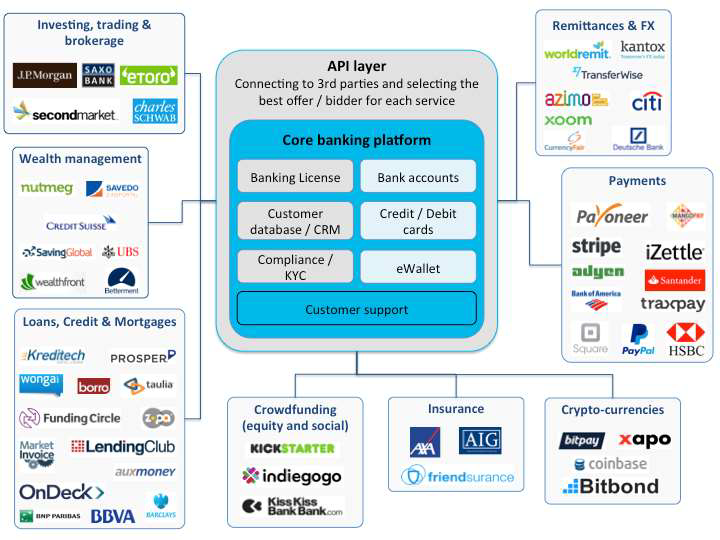 Investing, trading &
brokerage
J.P.Morgan
SAXO
BANK
eToro
secondmarket
charles
SCHWAB
Wealth management
nutmeg
SAVEDO
CREDIT SUISSE
SavingGlobal
UBS
wealthfront
Betterment
Loans, Credit & Mortgages
Kreditech
PROSPER
wonga
borro
taulia
Funding Circle
zopa
Market
Invoice
LendingClub
auxmoney
OnDeck
BNP PARIBAS
BBVA
BARCLAYS
API layer
Connecting to 3rd parties and selecting the
best offer / bidder for each service
Core banking platform
Banking License
Bank accounts
Customer
database / CRM
Credit / Debit
cards
Compliance /
KYC
eWallet
Customer support
Crowdfunding
(equity and social)
KICKSTARTER
indiegogo
KissKiss
BankBank.com
Insurance
AXA
AIG
friendsurance
Crypto-currencies
bitpay
xapo
coinbase
Bitbond
Remittances & FX
worldremit
kantox
TransferWise
azimo
citi
xoom
CurrencyFair
Deutsche Bank
Payments
Payoneer
MANGOPAY
stripe
iZettle
adyen
Santander
Bank of America
traxpay
Square
PayPal
HSBC